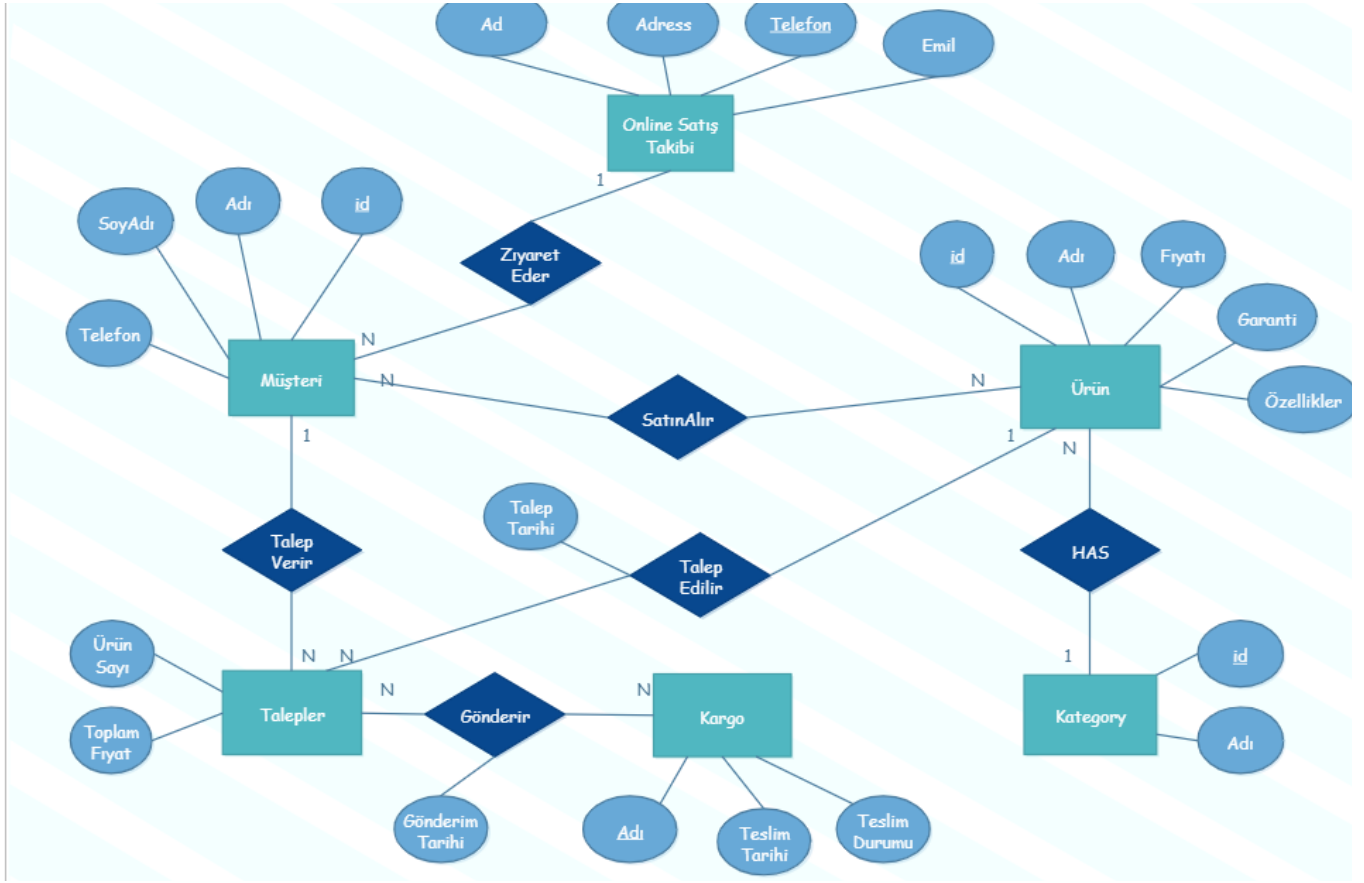 Ad
Adress
Telefon
Emil
Online Satış
Takibi
1
SoyAdı
Adı
id
Zıyaret
Eder
id
Adı
Fıyatı
Telefon
Garanti
N
Müşteri
N
N
Ürün
Özellikler
SatınAlır
1
1
N
Talep
Tarihi
Talep
Verir
Talep
Edilir
HAS
Ürün
Sayı
N
N
1
id
N
N
Talepler
Gönderir
Kargo
Kategory
Toplam
Fıyat
Adı
Gönderim
Tarihi
Adı
Teslim
Tarihi
Teslim
Durumu